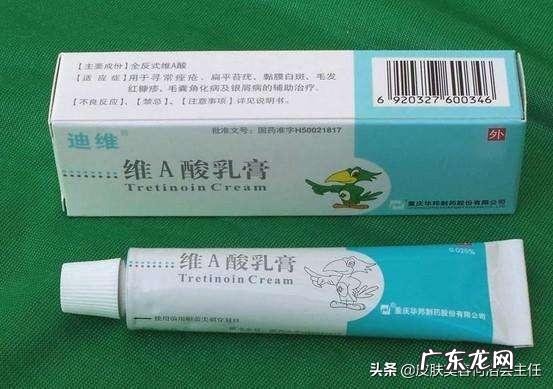 [主要成份] 全反式维A酸
[适应症] 用于寻常痤疮、扁平苔藓、黏膜白斑、毛发
红糠疹、毛囊角化病及银屑病的辅助治疗。
[不良反应]、[禁忌]、[注意事项] 详见说明书。
6 920327 600346
批准文号：国药准字H50021817
外
迪维®
维A酸乳膏
Tretinoin Cream
重庆华邦制药股份有限公司
维A酸乳膏
Tretinoin Cream
0.025%
重庆华邦制药股份有限公司
头条 @皮肤美容
广东龙网
主任